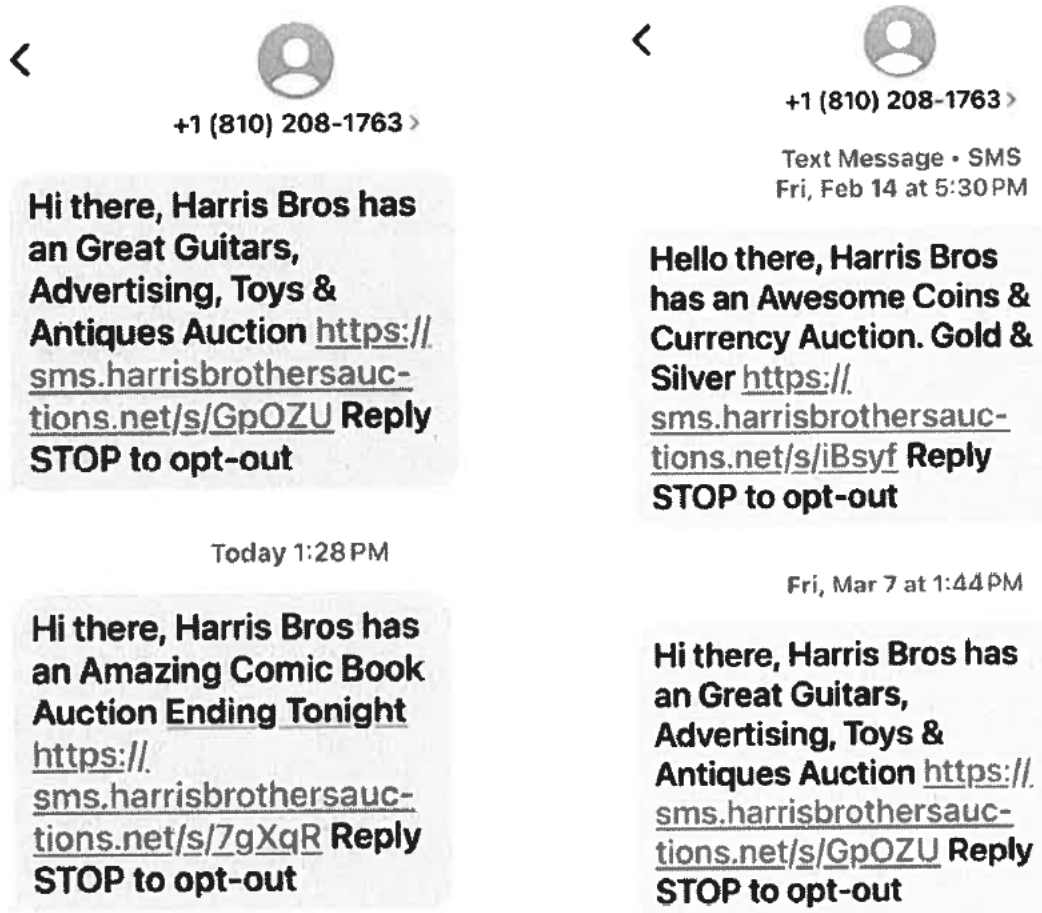 +1 (810) 208-1763 >
Hi there, Harris Bros has
an Great Guitars,
Advertising, Toys &
Antiques Auction https://
sms.harrisbrothersauc-
tions.net/s/GpOZU Reply
STOP to opt-out
Today 1:28 PM
Hi there, Harris Bros has
an Amazing Comic Book
Auction Ending Tonight
https://
sms.harrisbrothersauc-
tions.net/s/7gXqR Reply
STOP to opt-out
+1 (810) 208-1763 >
Text Message • SMS
Fri, Feb 14 at 5:30 PM
Hello there, Harris Bros
has an Awesome Coins &
Currency Auction. Gold &
Silver https://
sms.harrisbrothersauc-
tions.net/s/iBsyf Reply
STOP to opt-out
Fri, Mar 7 at 1:44 PM
Hi there, Harris Bros has
an Great Guitars,
Advertising, Toys &
Antiques Auction https://
sms.harrisbrothersauc-
tions.net/s/GpOZU Reply
STOP to opt-out